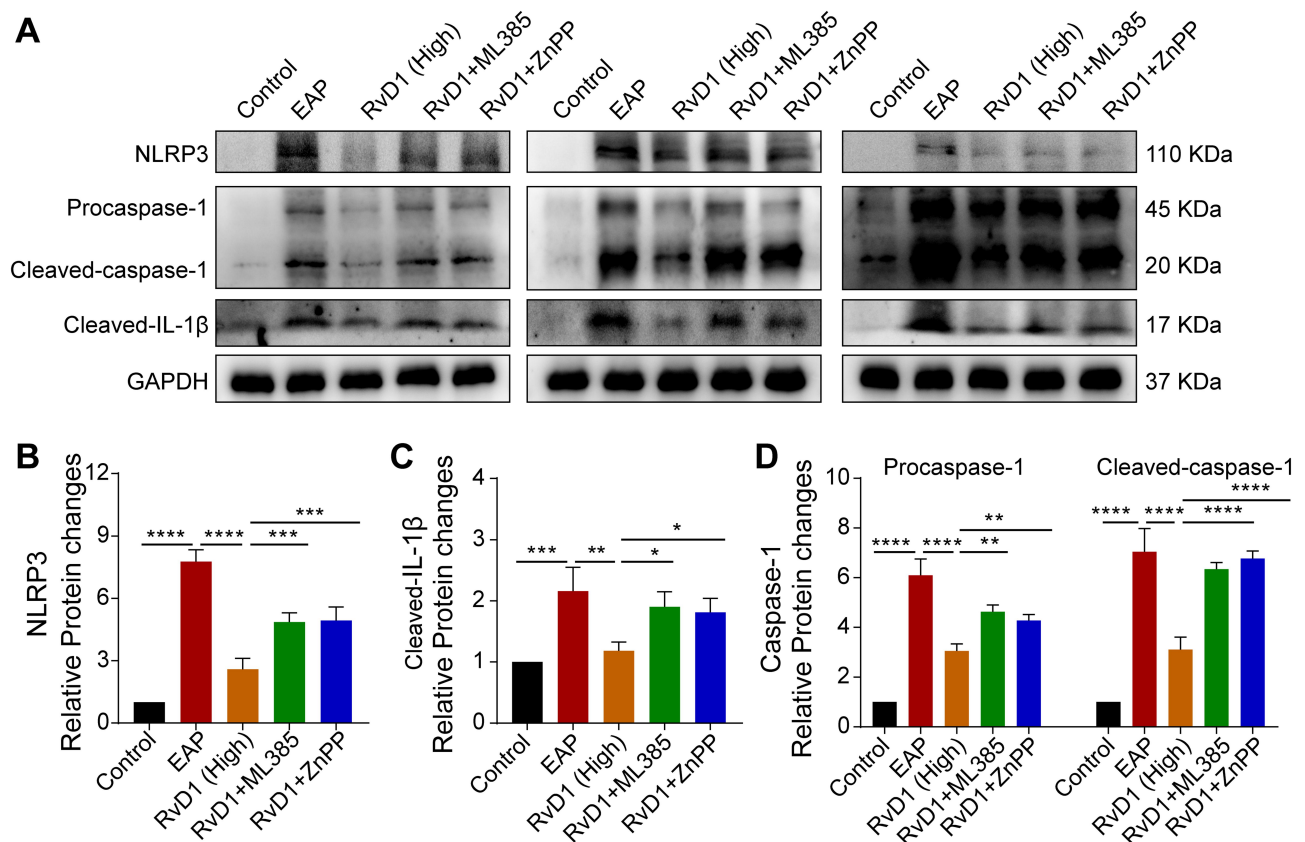 A
Control EAP RvD1 (High) RvD1+ML385 RvD1+ZnPP Control EAP RvD1 (High) RvD1+ML385 RvD1+ZnPP Control EAP RvD1 (High) RvD1+ML385 RvD1+ZnPP
NLRP3 110 KDa
Procaspase-1 45 KDa
Cleaved-caspase-1 20 KDa
Cleaved-IL-1β 17 KDa
GAPDH 37 KDa
B
NLRP3
Relative Protein changes
12
9
6
3
0
**** **** *** ***
Control EAP RvD1 (High) RvD1+ML385 RvD1+ZnPP
C
Cleaved-IL-1β
Relative Protein changes
4
3
2
1
0
*** ** * *
Control EAP RvD1 (High) RvD1+ML385 RvD1+ZnPP
D
Caspase-1
Relative Protein changes
10
8
6
4
2
0
Procaspase-1 Cleaved-caspase-1
**** **** ** ** **** **** **** ****
Control EAP RvD1 (High) RvD1+ML385 RvD1+ZnPP Control EAP RvD1 (High) RvD1+ML385 RvD1+ZnPP